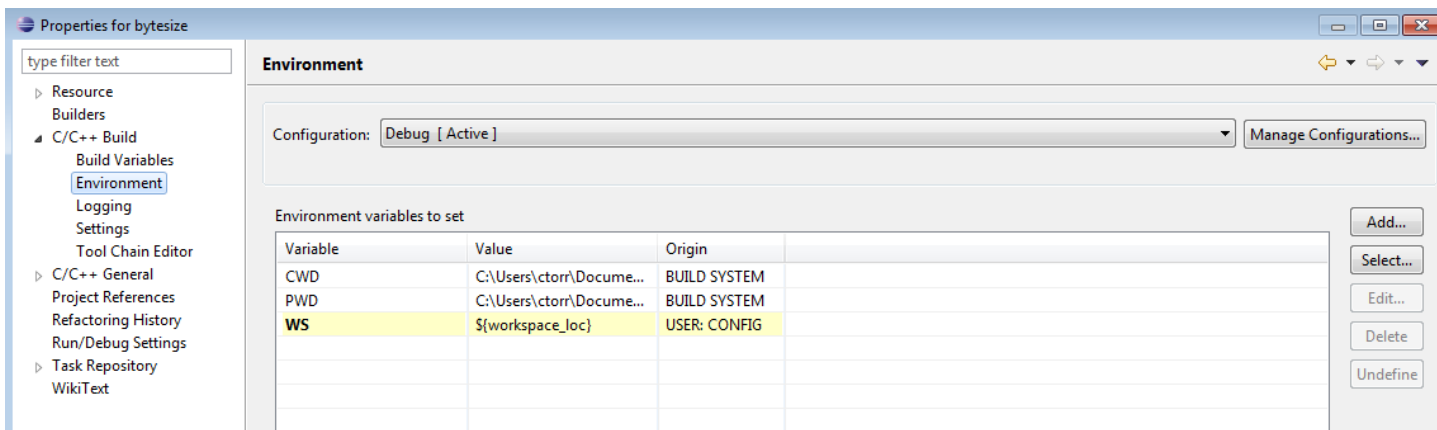 Properties for bytesize
type filter text
Resource
Builders
C/C++ Build
Build Variables
Environment
Logging
Settings
Tool Chain Editor
C/C++ General
Project References
Refactoring History
Run/Debug Settings
Task Repository
WikiText
Environment
Configuration: Debug [ Active ] Manage Configurations...
Environment variables to set
Variable Value Origin
CWD C:\Users\ctorr\Docume... BUILD SYSTEM
PWD C:\Users\ctorr\Docume... BUILD SYSTEM
WS ${workspace_loc} USER: CONFIG
Add...
Select...
Edit...
Delete
Undefine